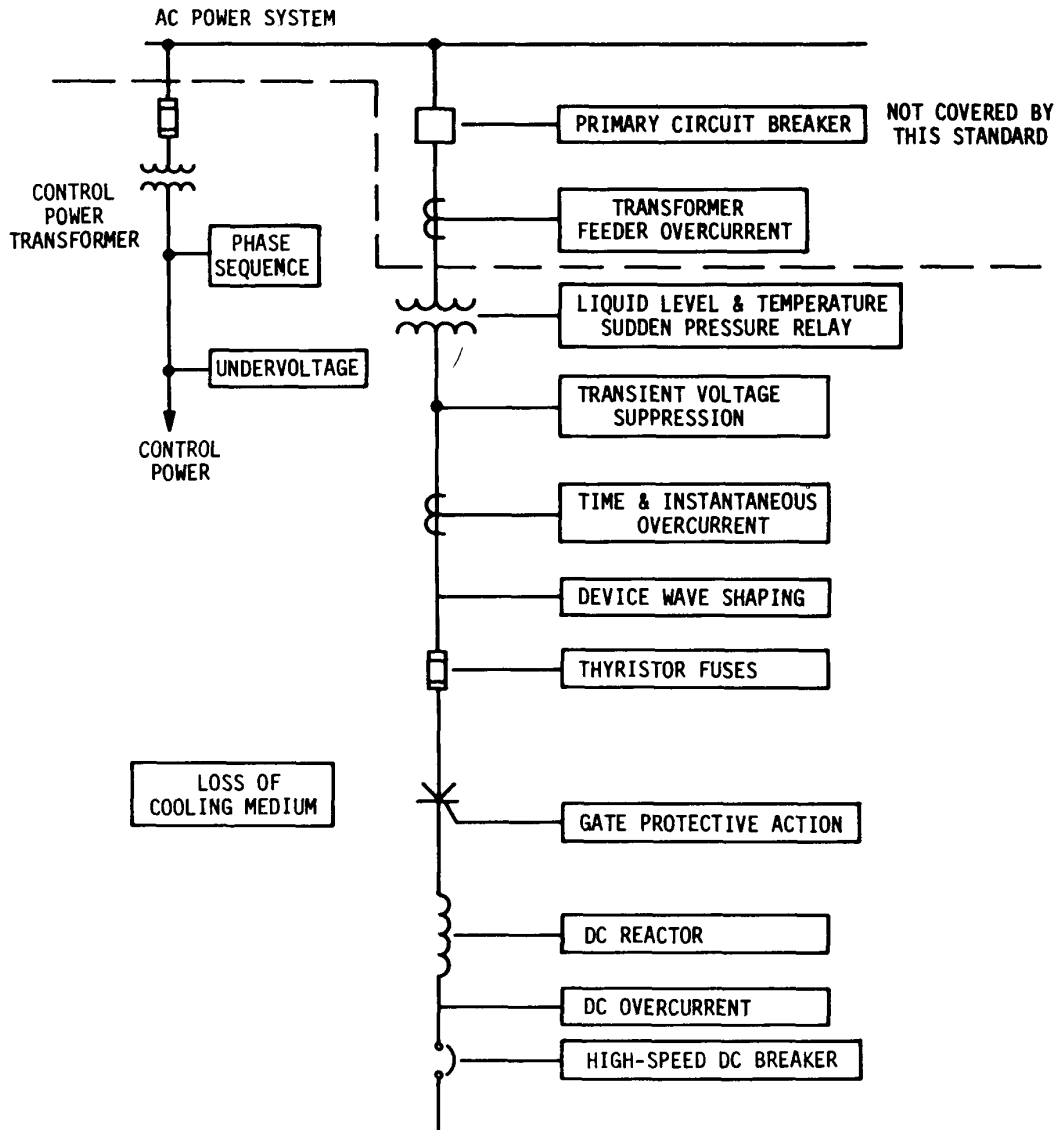 AC POWER SYSTEM
PRIMARY CIRCUIT BREAKER
NOT COVERED BY
THIS STANDARD
CONTROL
POWER
TRANSFORMER
TRANSFORMER
FEEDER OVERCURRENT
PHASE
SEQUENCE
LIQUID LEVEL & TEMPERATURE
SUDDEN PRESSURE RELAY
UNDERVOLTAGE
TRANSIENT VOLTAGE
SUPPRESSION
CONTROL
POWER
TIME & INSTANTANEOUS
OVERCURRENT
DEVICE WAVE SHAPING
THYRISTOR FUSES
LOSS OF
COOLING MEDIUM
GATE PROTECTIVE ACTION
DC REACTOR
DC OVERCURRENT
HIGH-SPEED DC BREAKER